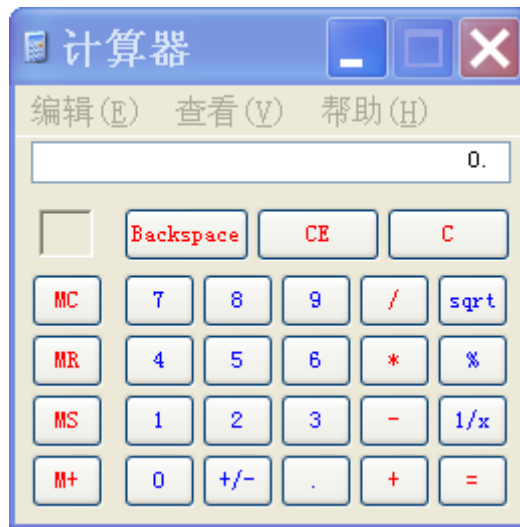 计算器
编辑(E) 查看(V) 帮助(H)
0.
Backspace CE C
MC 7 8 9 / sqrt
MR 4 5 6 * %
MS 1 2 3 - 1/x
M+ 0 +/- . + =